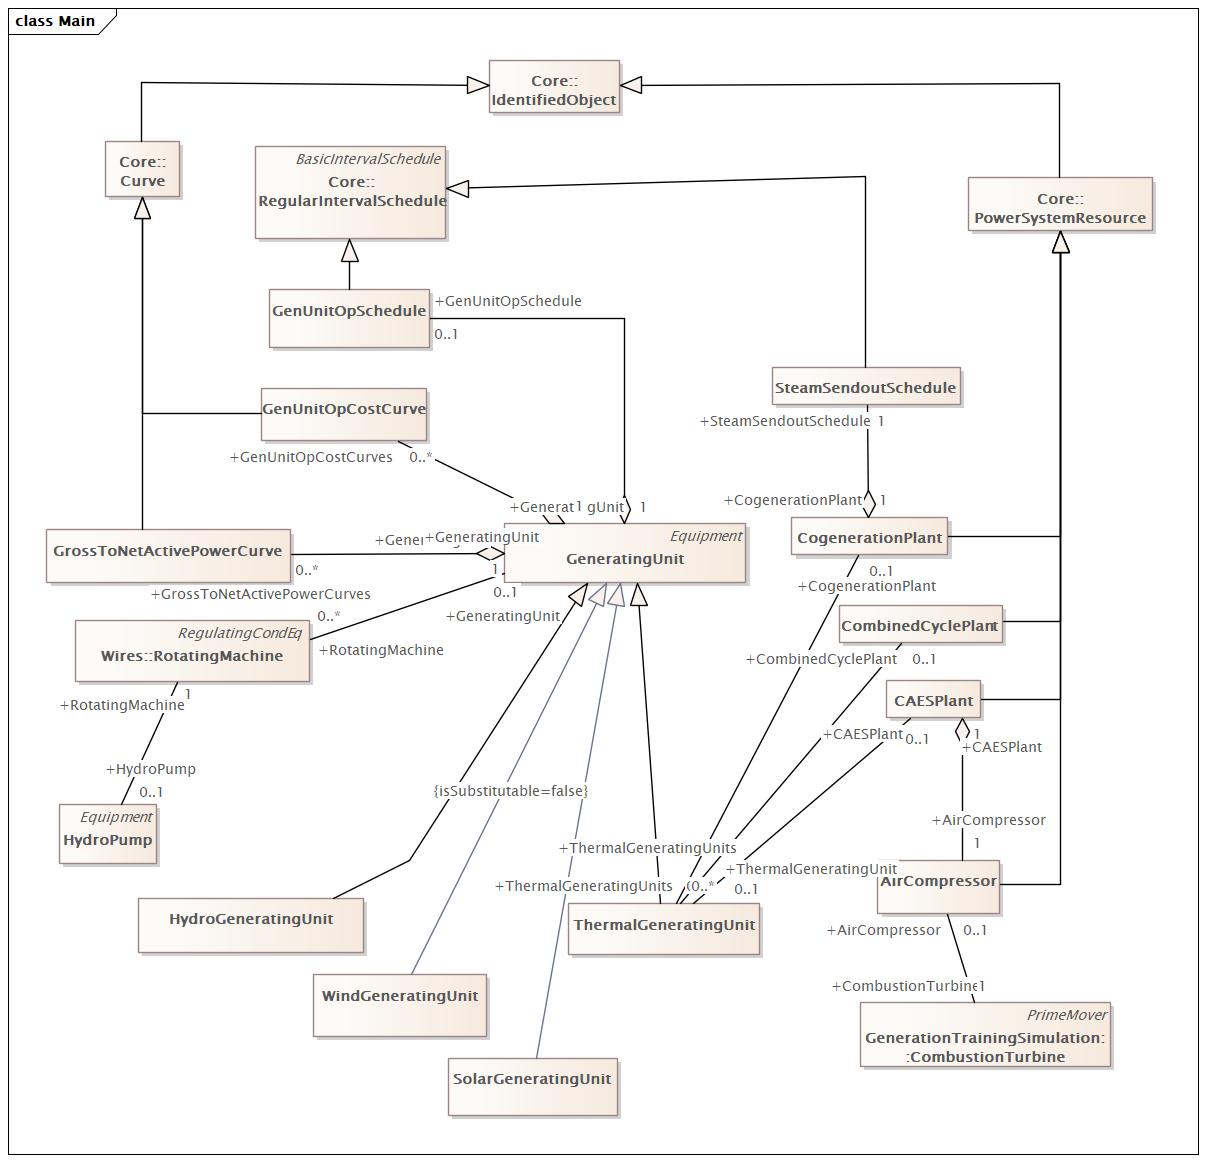 class Main
Core::
IdentifiedObject
Core::
Curve
BasicIntervalSchedule
Core::
RegularIntervalSchedule
Core::
PowerSystemResource
GenUnitOpSchedule
+GenUnitOpSchedule
0..1
SteamSendoutSchedule
+SteamSendoutSchedule 1
GenUnitOpCostCurve
+GenUnitOpCostCurves 0..*
+CogenerationPlant 1
+Generat 1 gUnit 1
Equipment
GeneratingUnit
+GeneratingUnit
CogenerationPlant
GrossToNetActivePowerCurve
0..*
1
0..1
+GrossToNetActivePowerCurves
0..*
+GeneratingUnit
0..1
+CogenerationPlant
CombinedCyclePlant
RegulatingCondEq
Wires::RotatingMachine
+RotatingMachine
+CombinedCyclePlant 0..1
1
+RotatingMachine
CAESPlant
+CAESPlant 0..1
1
+CAESPlant
+HydroPump
0..1
{isSubstitutable=false}
Equipment
HydroPump
+AirCompressor
1
+ThermalGeneratingUnits
+ThermalGeneratingUnit
+ThermalGeneratingUnits
0..*
0..1
AirCompressor
HydroGeneratingUnit
ThermalGeneratingUnit
+AirCompressor 0..1
WindGeneratingUnit
+CombustionTurbine 1
PrimeMover
GenerationTrainingSimulation:
:CombustionTurbine
SolarGeneratingUnit